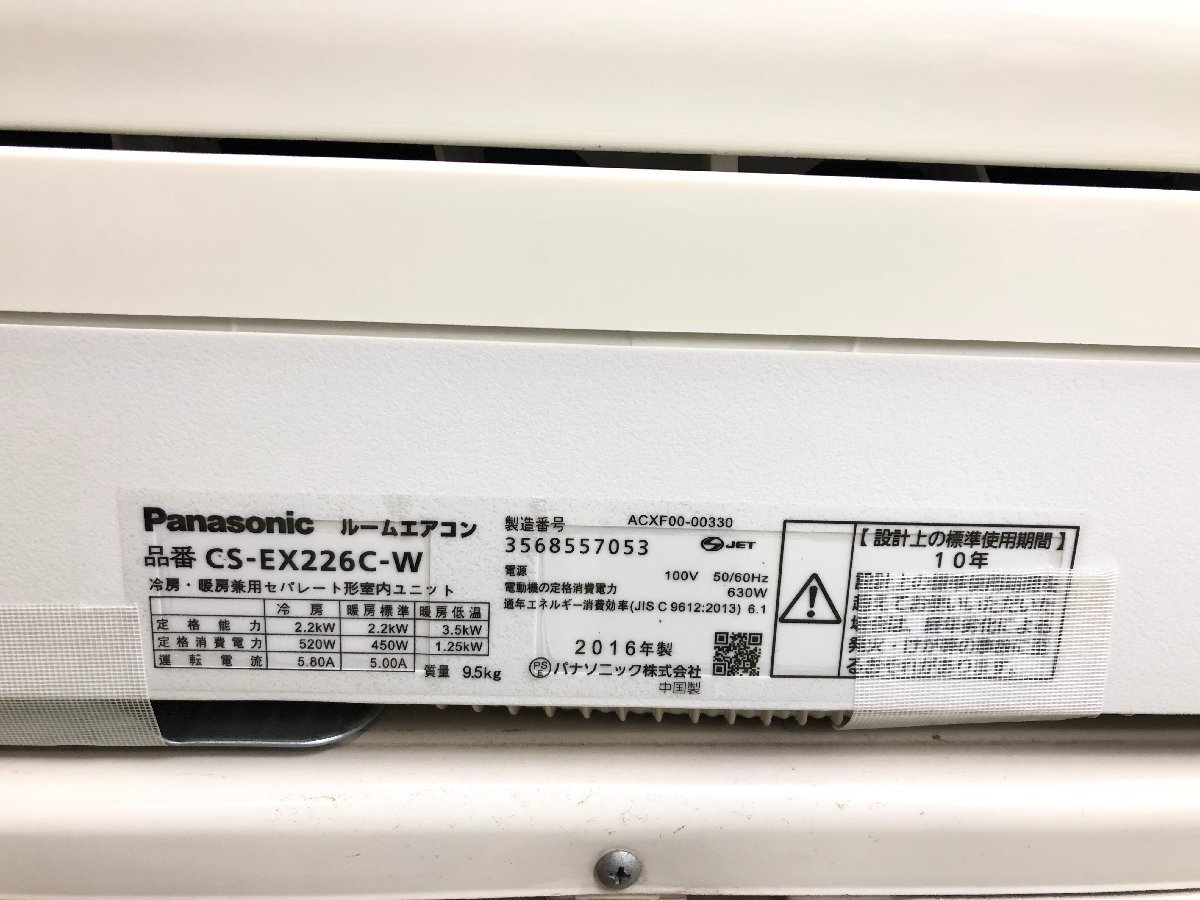 Panasonic ルームエアコン
品番 CS-EX226C-W
冷房・暖房兼用セパレート形室内ユニット
冷房 暖房標準 暖房低温
定格能力 2.2kW 2.2kW 3.5kW
定格消費電力 520W 450W 1.25kW
運転電流 5.80A 5.00A
質量 9.5kg
製造番号 ACXF00-00330
3568557053 JET
電源 100V 50/60Hz
電動機の定格消費電力 630W
通年エネルギー消費効率(JIS C 9612:2013) 6.1
2016年製
PS E パナソニック株式会社
中国製
【設計上の標準使用期間】
10年